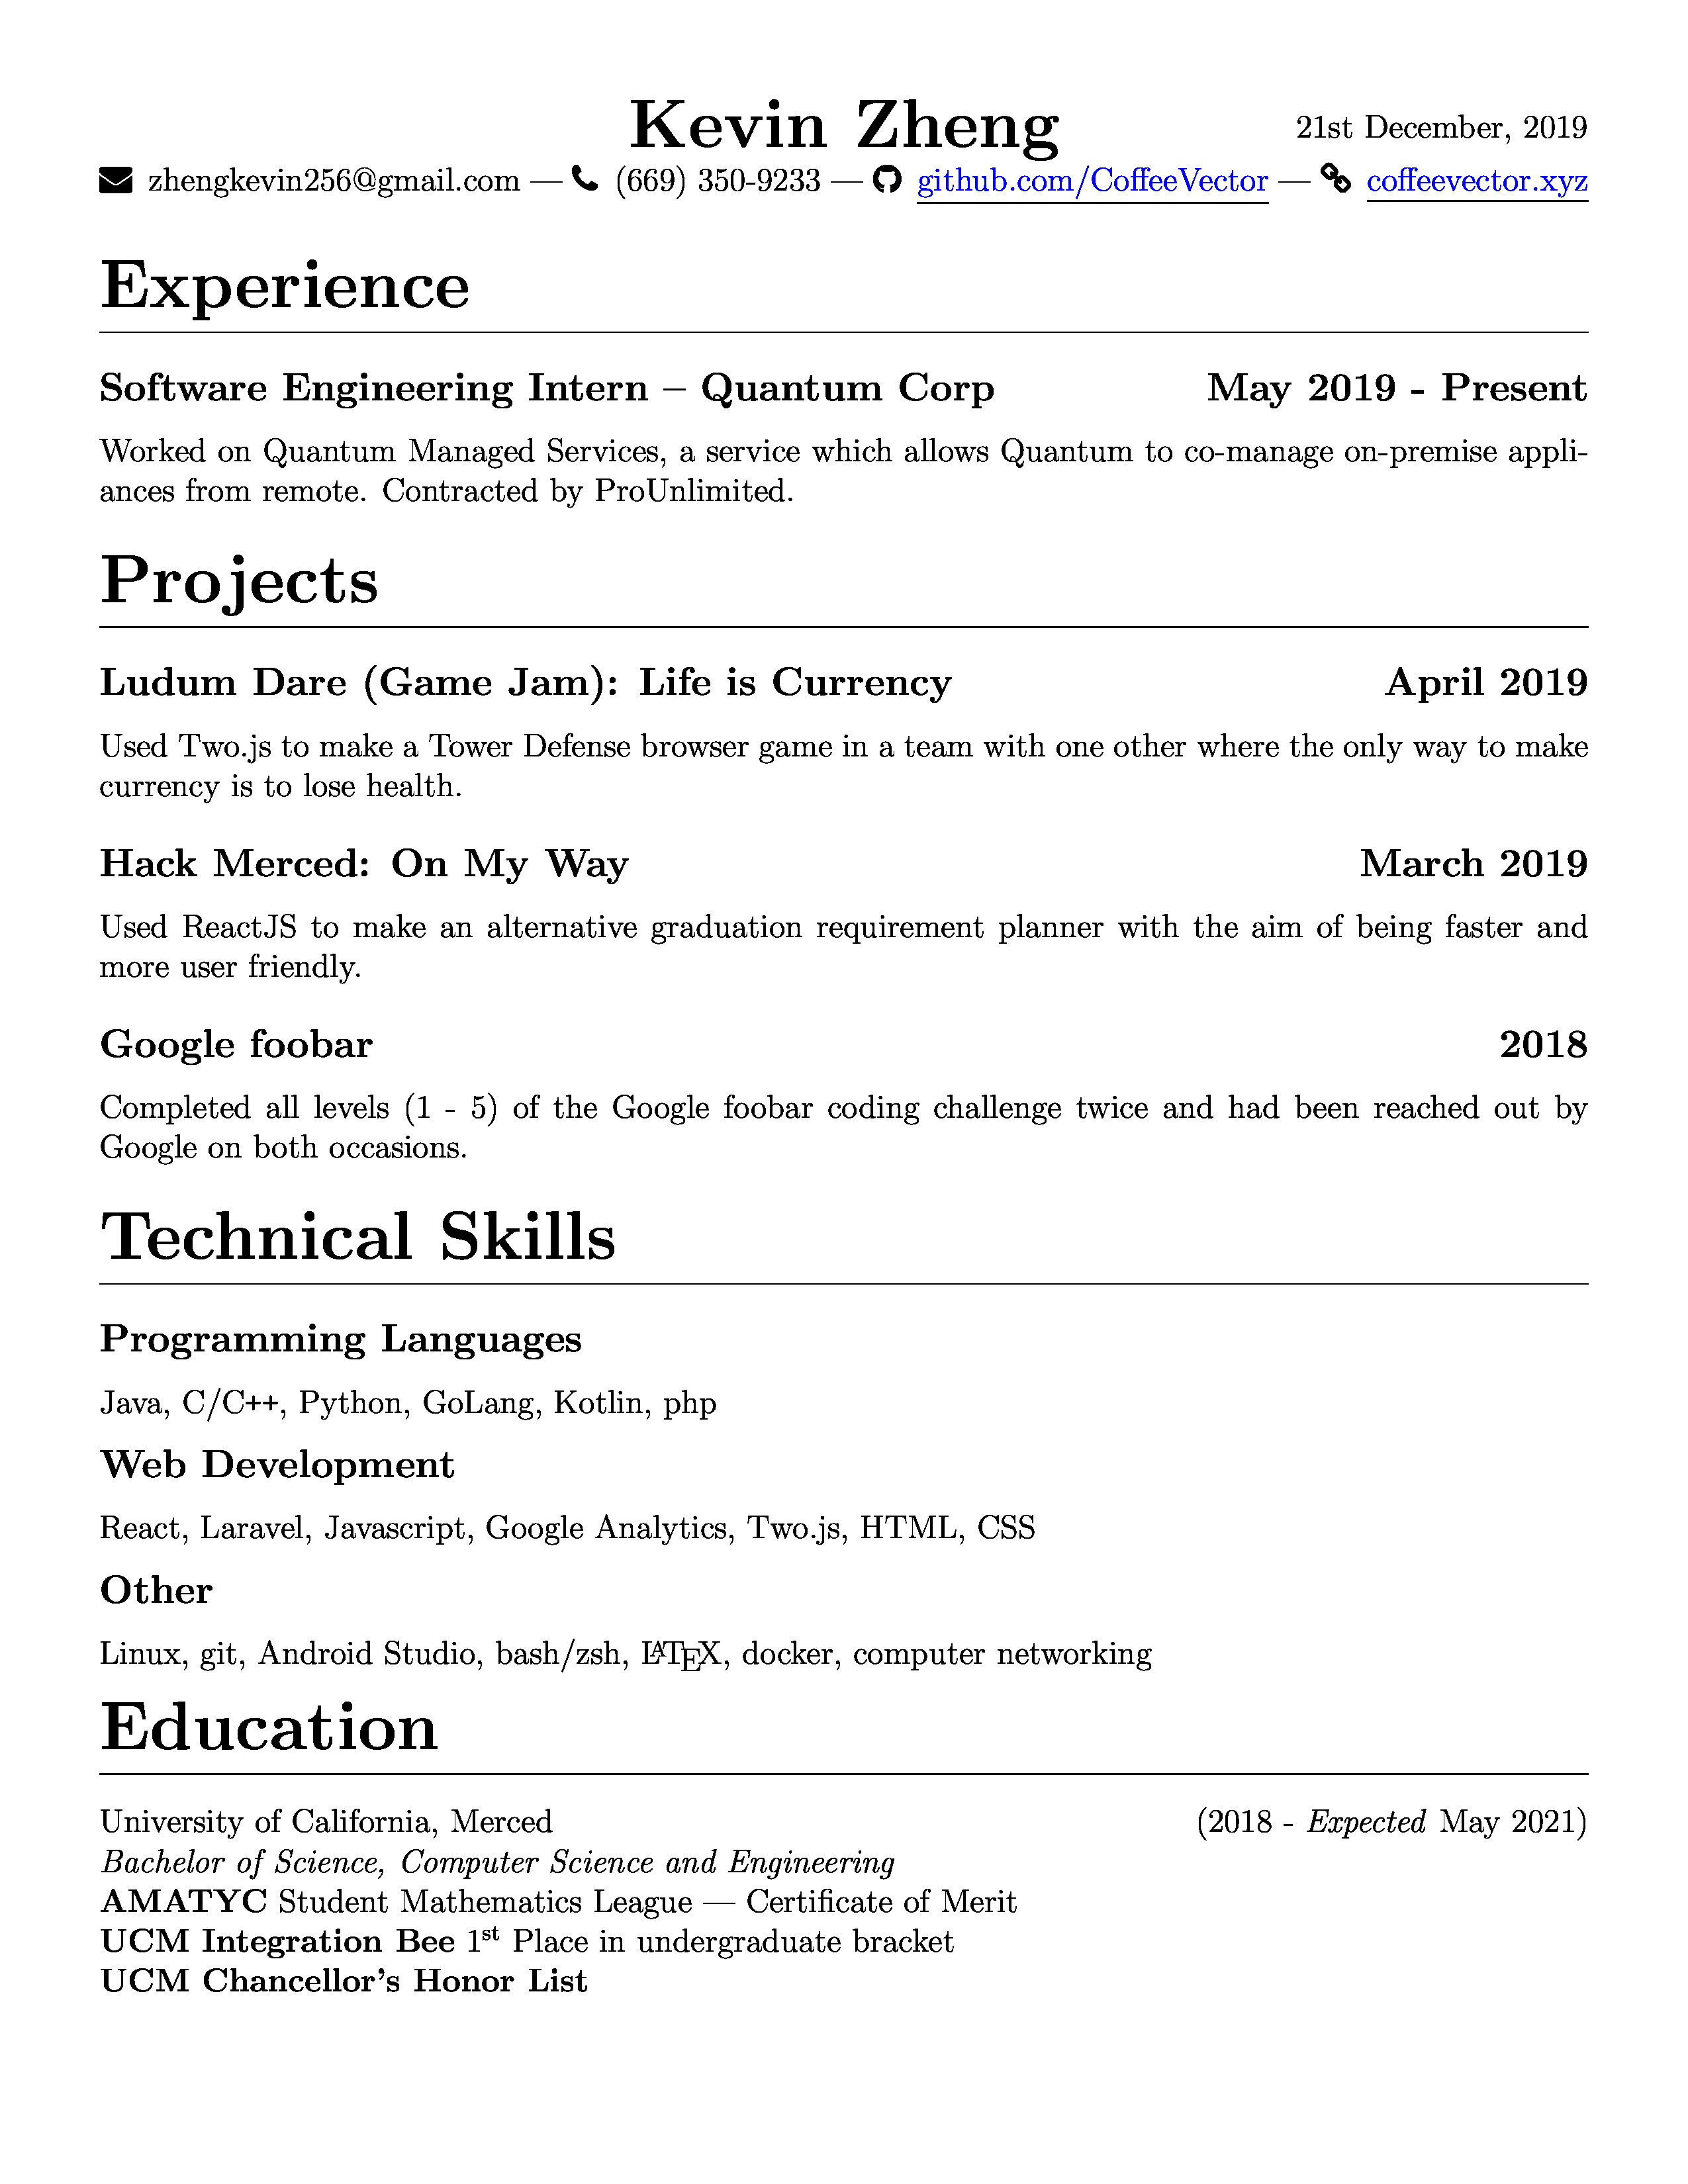 Kevin Zheng
21st December, 2019
zhengkevin256@gmail.com — (669) 350-9233 — github.com/CoffeeVector — coffeevector.xyz
Experience
Software Engineering Intern – Quantum Corp May 2019 - Present
Worked on Quantum Managed Services, a service which allows Quantum to co-manage on-premise appli-
ances from remote. Contracted by ProUnlimited.
Projects
Ludum Dare (Game Jam): Life is Currency April 2019
Used Two.js to make a Tower Defense browser game in a team with one other where the only way to make
currency is to lose health.
Hack Merced: On My Way March 2019
Used ReactJS to make an alternative graduation requirement planner with the aim of being faster and
more user friendly.
Google foobar 2018
Completed all levels (1 - 5) of the Google foobar coding challenge twice and had been reached out by
Google on both occasions.
Technical Skills
Programming Languages
Java, C/C++, Python, GoLang, Kotlin, php
Web Development
React, Laravel, Javascript, Google Analytics, Two.js, HTML, CSS
Other
Linux, git, Android Studio, bash/zsh, LATEX, docker, computer networking
Education
University of California, Merced (2018 - Expected May 2021)
Bachelor of Science, Computer Science and Engineering
AMATYC Student Mathematics League — Certificate of Merit
UCM Integration Bee 1st Place in undergraduate bracket
UCM Chancellor's Honor List